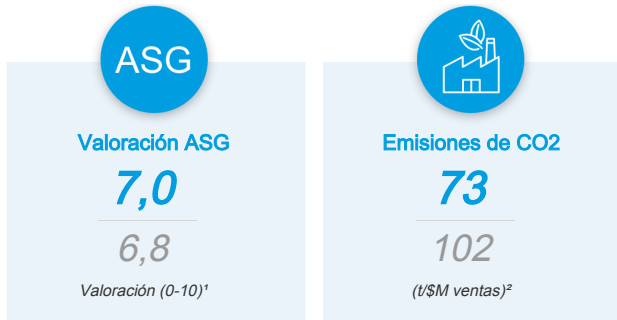 ASG
Valoración ASG
7,0
6,8
Valoración (0-10)¹
Emisiones de CO2
73
102
(t/$M ventas)²